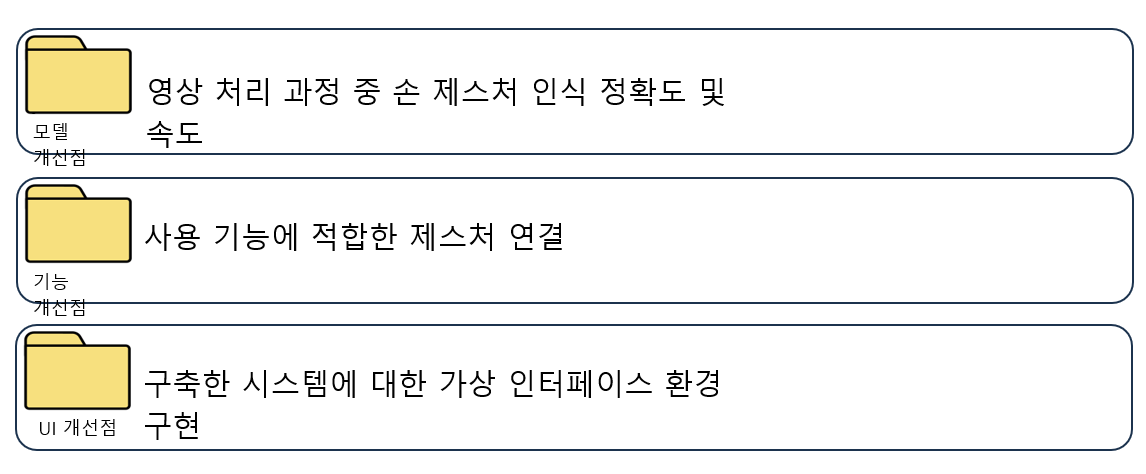 영상 처리 과정 중 손 제스처 인식 정확도 및
속도
모델
개선점
사용 기능에 적합한 제스처 연결
기능
개선점
구축한 시스템에 대한 가상 인터페이스 환경
구현
UI 개선점